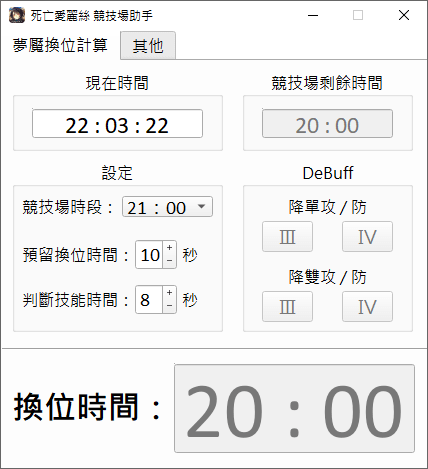 死亡愛麗絲 競技場助手
夢魘換位計算 其他
現在時間
22 : 03 : 22
競技場剩餘時間
20 : 00
設定
競技場時段： 21 : 00
預留換位時間： 10 秒
判斷技能時間： 8 秒
DeBuff
降單攻 / 防
Ⅲ Ⅳ
降雙攻 / 防
Ⅲ Ⅳ
換位時間： 20 : 00